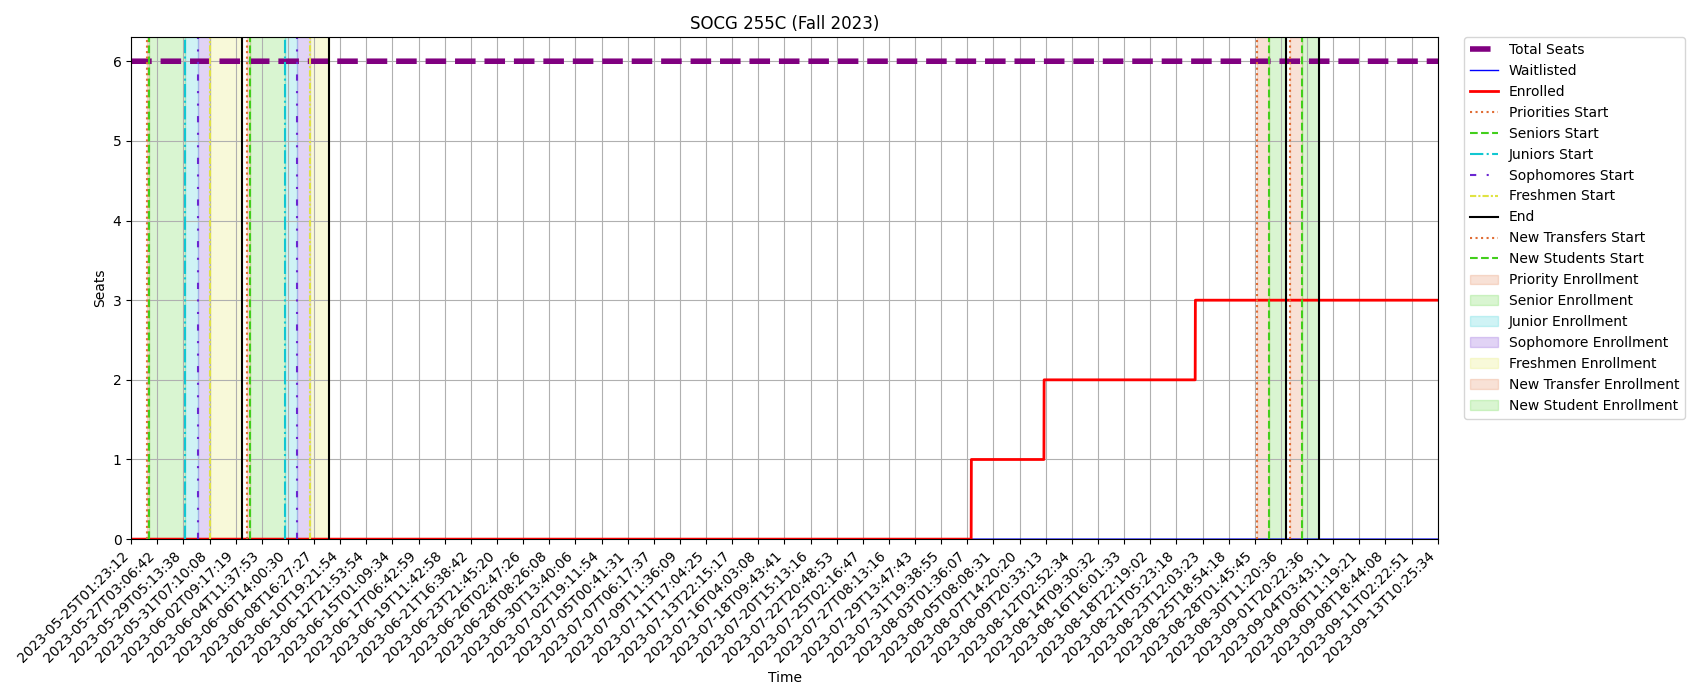 SOCG 255C (Fall 2023)
Seats
6
5
4
3
2
1
0
2023-05-25T01:23:12
2023-05-27T03:06:42
2023-05-29T05:13:38
2023-05-31T07:10:08
2023-06-02T09:17:19
2023-06-04T11:37:53
2023-06-06T14:00:30
2023-06-08T16:27:27
2023-06-10T19:21:54
2023-06-12T21:53:54
2023-06-15T01:09:34
2023-06-17T06:42:59
2023-06-19T11:42:58
2023-06-21T16:38:42
2023-06-23T21:45:20
2023-06-26T02:47:26
2023-06-28T08:26:08
2023-06-30T13:40:06
2023-07-02T19:11:54
2023-07-05T00:41:31
2023-07-07T06:17:37
2023-07-09T11:36:09
2023-07-11T17:04:25
2023-07-13T22:15:17
2023-07-16T04:03:08
2023-07-18T09:43:41
2023-07-20T15:13:16
2023-07-22T20:48:53
2023-07-25T02:16:47
2023-07-27T08:13:16
2023-07-29T13:47:43
2023-07-31T19:38:55
2023-08-03T01:36:07
2023-08-05T08:08:31
2023-08-07T14:20:20
2023-08-09T20:33:13
2023-08-12T02:52:34
2023-08-14T09:30:32
2023-08-16T16:01:33
2023-08-18T22:19:02
2023-08-21T05:23:18
2023-08-23T12:03:23
2023-08-25T18:54:18
2023-08-28T01:45:45
2023-08-30T11:20:36
2023-09-01T20:22:36
2023-09-04T03:43:11
2023-09-06T11:19:21
2023-09-08T18:44:08
2023-09-11T02:22:51
2023-09-13T10:25:34
Time
Total Seats
Waitlisted
Enrolled
Priorities Start
Seniors Start
Juniors Start
Sophomores Start
Freshmen Start
End
New Transfers Start
New Students Start
Priority Enrollment
Senior Enrollment
Junior Enrollment
Sophomore Enrollment
Freshmen Enrollment
New Transfer Enrollment
New Student Enrollment